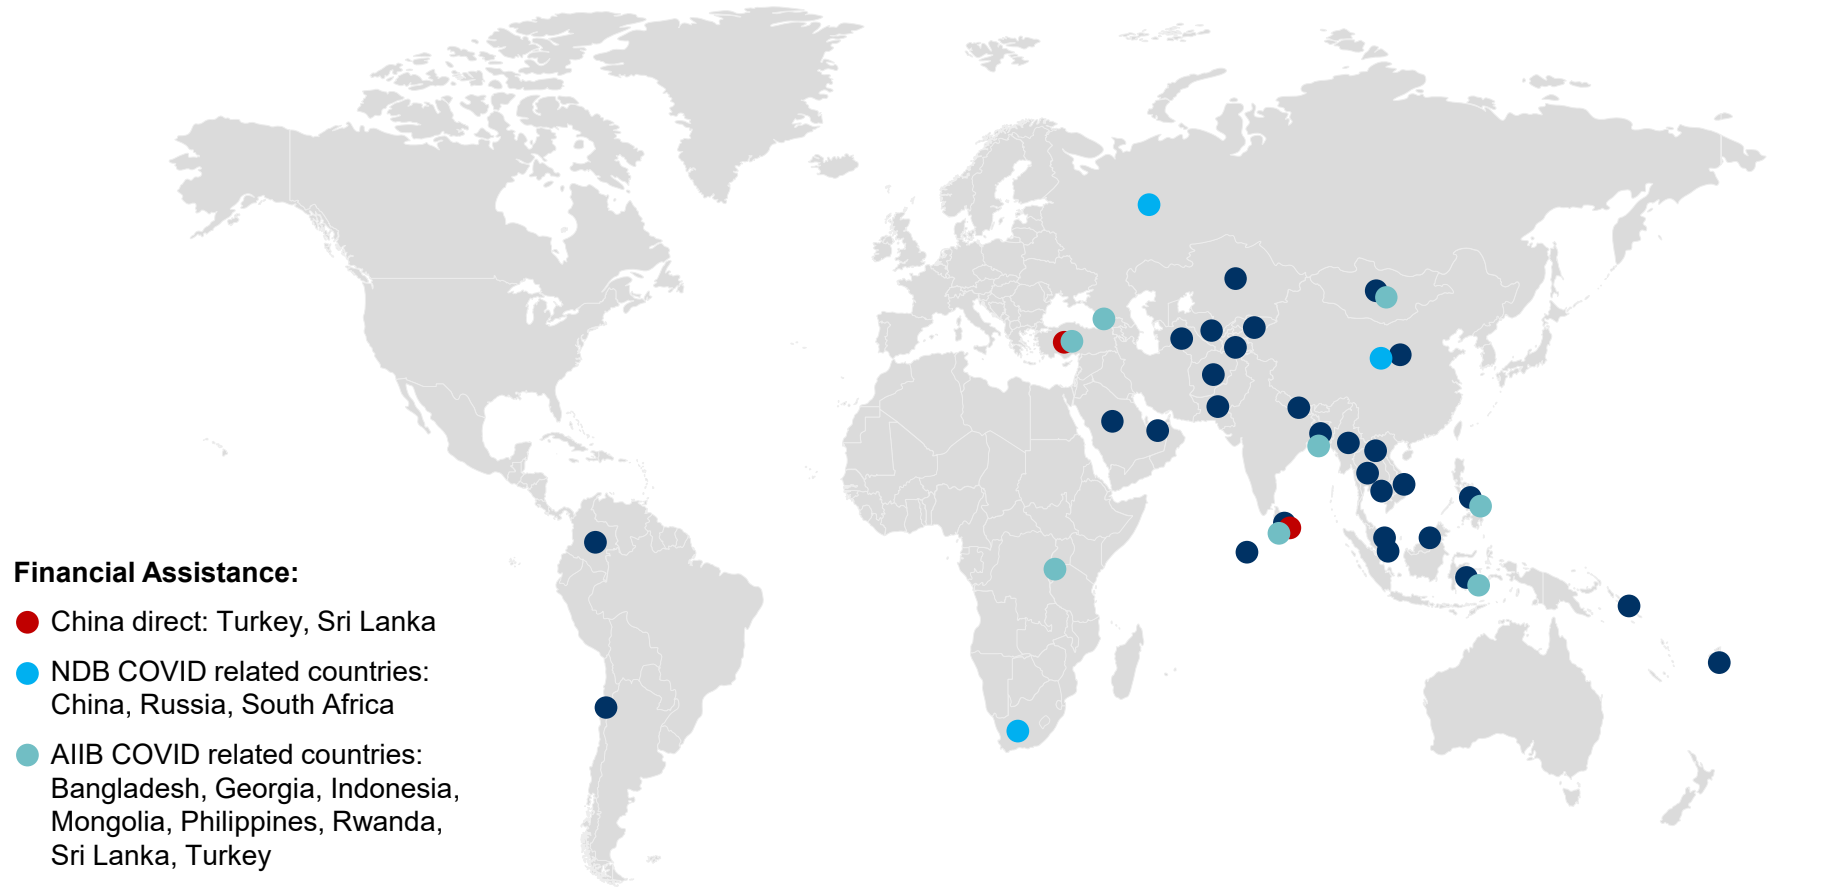 Financial Assistance:
China direct: Turkey, Sri Lanka
NDB COVID related countries:
China, Russia, South Africa
AIIB COVID related countries:
Bangladesh, Georgia, Indonesia,
Mongolia, Philippines, Rwanda,
Sri Lanka, Turkey